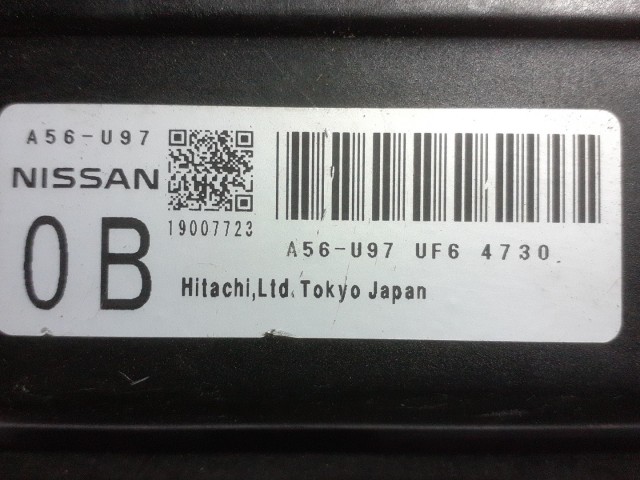 A56-U97
NISSAN
0B
19007723
A56-U97 UF6 4730
Hitachi,Ltd. Tokyo Japan